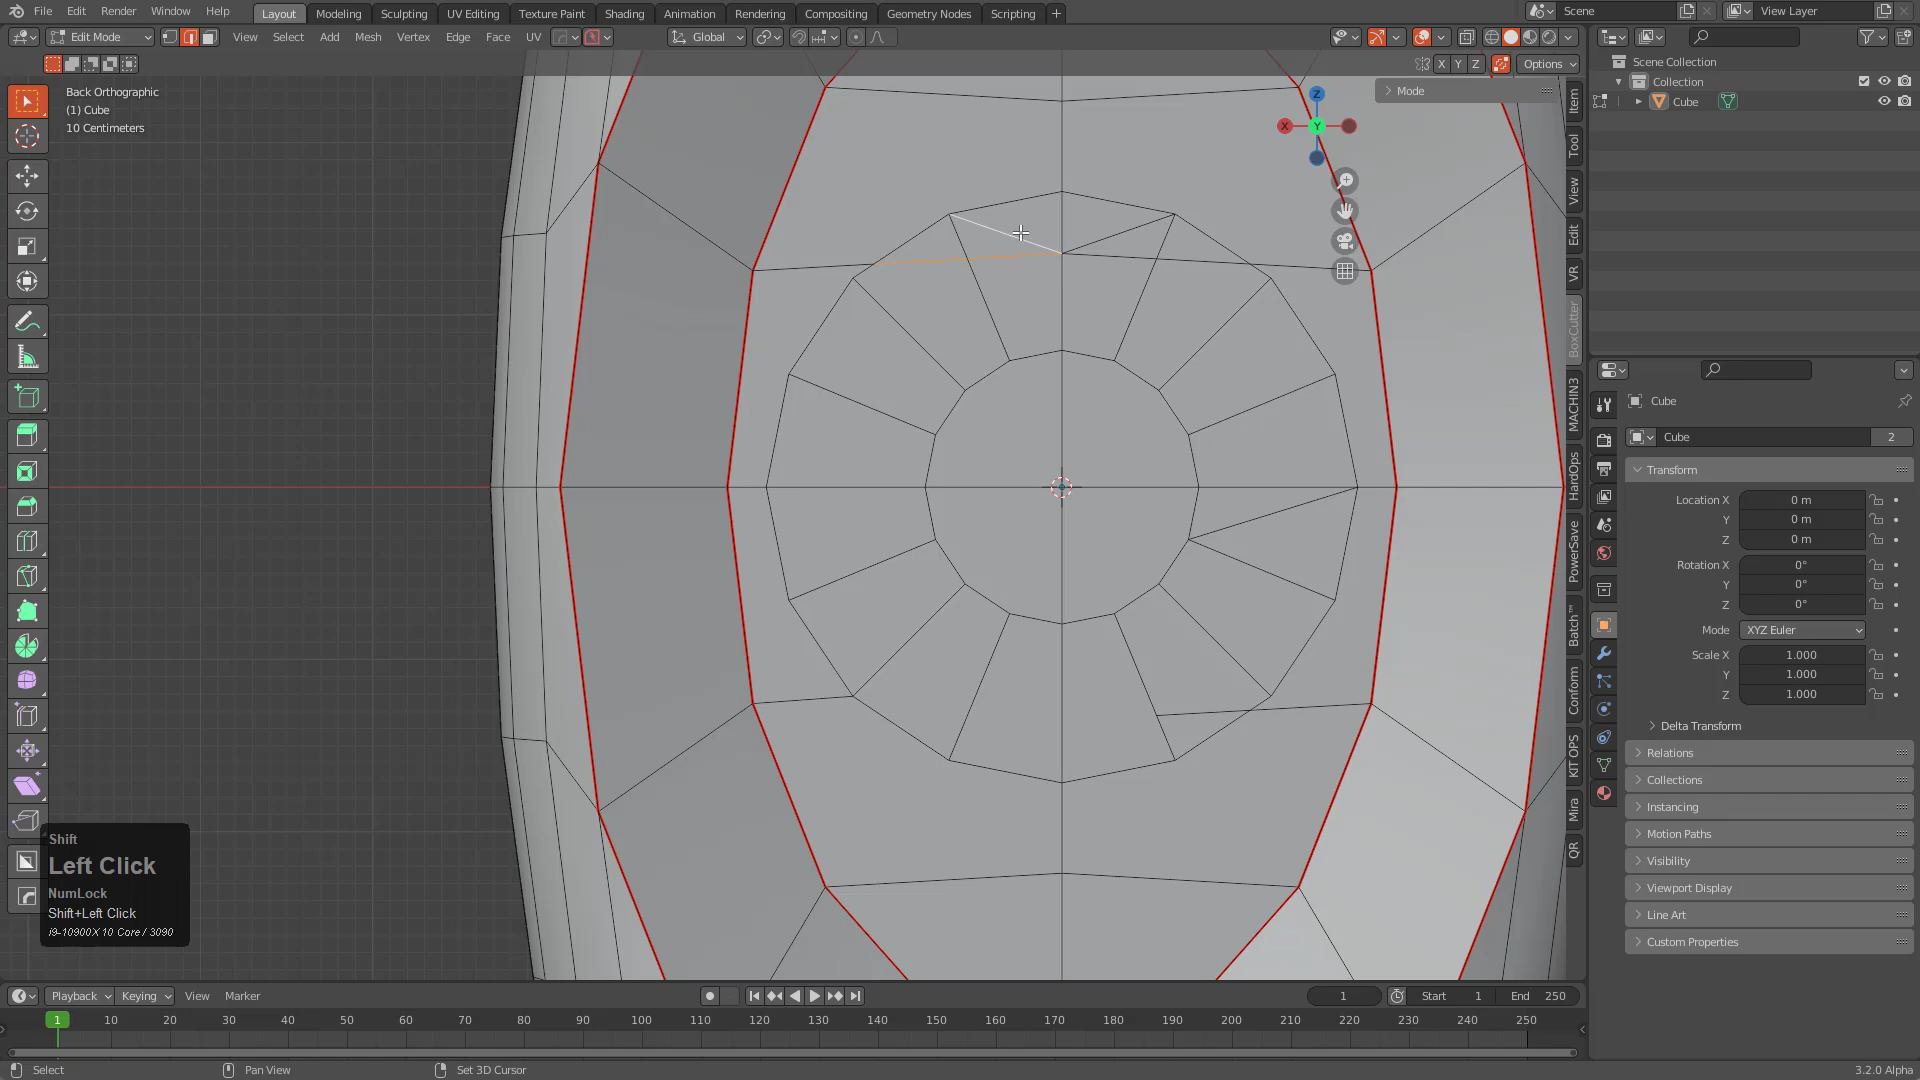 File Edit Render Window Help Layout Modeling Sculpting UV Editing Texture Paint Shading Animation Rendering Compositing Geometry Nodes Scripting + Scene View Layer
Edit Mode View Select Add Mesh Vertex Edge Face UV Global
X Y Z Options
Back Orthographic
(1) Cube
10 Centimeters
Mode
Z
X Y
Item
Tool
View
Edit
VR
BoxCutter
MACHIN3
HardOps
PowerSave
Batch™
Conform
KIT OPS
Mira
QR
Scene Collection
Collection
Cube
Cube
Cube 2
Transform
Location X 0 m
Y 0 m
Z 0 m
Rotation X 0°
Y 0°
Z 0°
Mode XYZ Euler
Scale X 1.000
Y 1.000
Z 1.000
Delta Transform
Relations
Collections
Instancing
Motion Paths
Visibility
Viewport Display
Line Art
Custom Properties
Shift
Left Click
NumLock
Shift+Left Click
i9-10900X 10 Core / 3090
Playback Keying View Marker 1 Start 1 End 250
1 10 20 30 40 50 60 70 80 90 100 110 120 130 140 150 160 170 180 190 200 210 220 230 240 250
Select Pan View Set 3D Cursor 3.2.0 Alpha